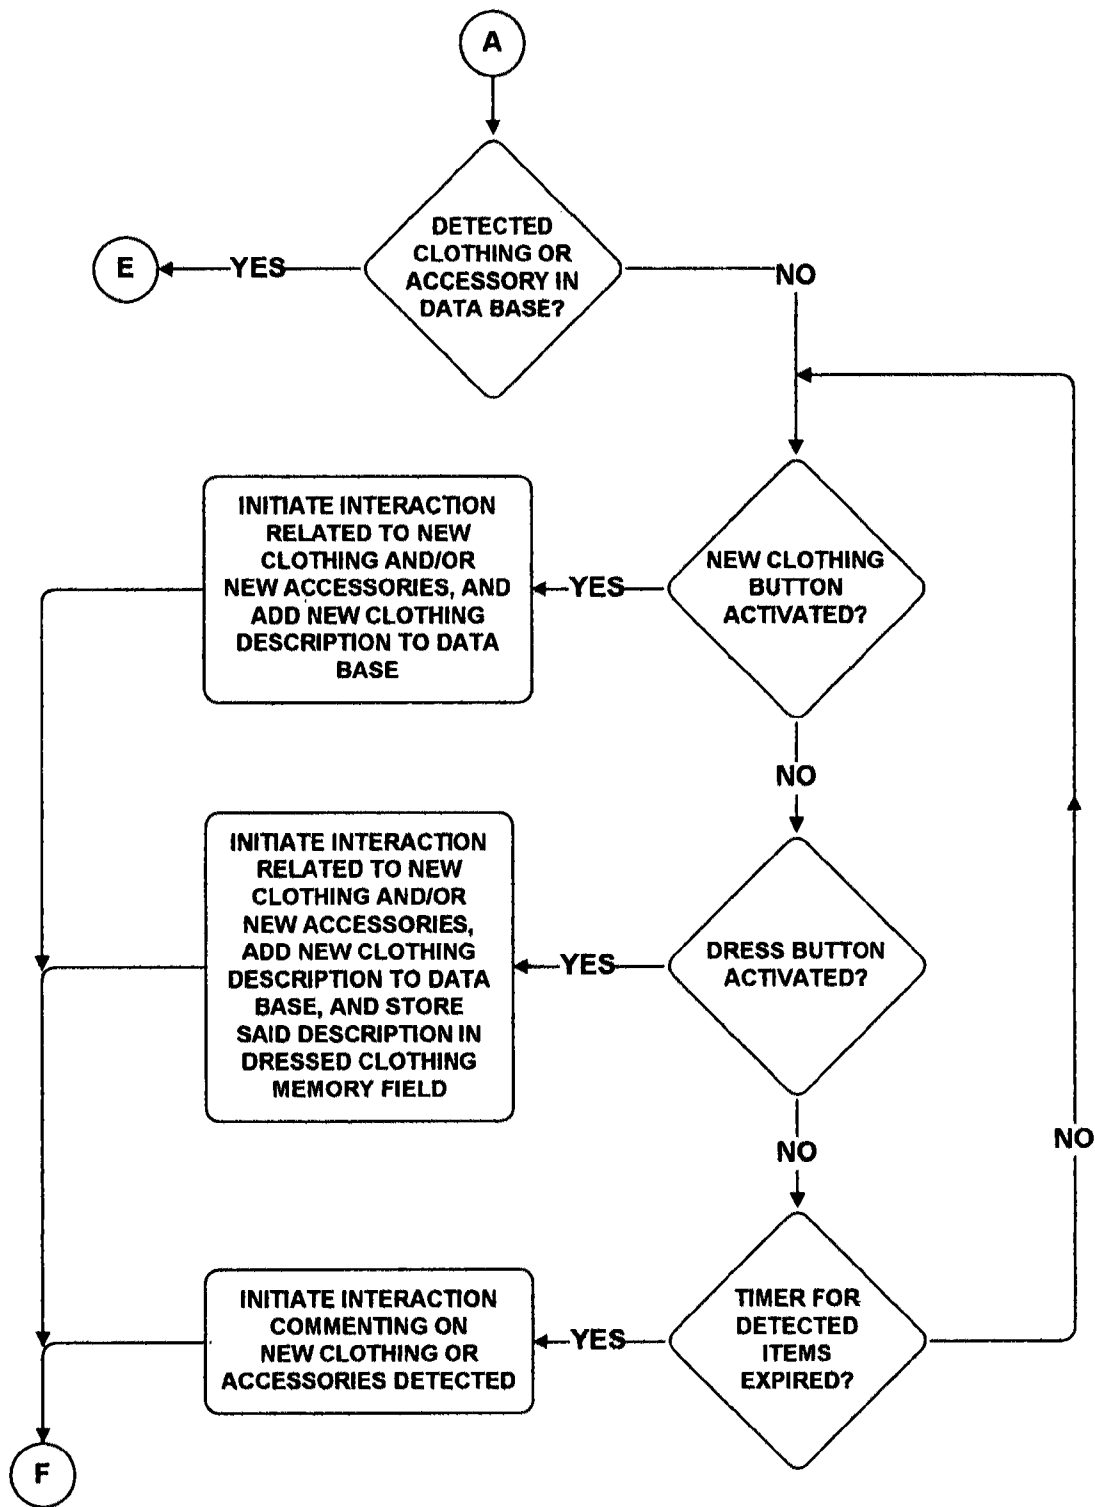 A
DETECTED
CLOTHING OR
ACCESSORY IN
DATA BASE?
E
YES
NO
INITIATE INTERACTION
RELATED TO NEW
CLOTHING AND/OR
NEW ACCESSORIES, AND
ADD NEW CLOTHING
DESCRIPTION TO DATA
BASE
YES
NEW CLOTHING
BUTTON
ACTIVATED?
NO
INITIATE INTERACTION
RELATED TO NEW
CLOTHING AND/OR
NEW ACCESSORIES,
ADD NEW CLOTHING
DESCRIPTION TO DATA
BASE, AND STORE
SAID DESCRIPTION IN
DRESSED CLOTHING
MEMORY FIELD
YES
DRESS BUTTON
ACTIVATED?
NO
NO
INITIATE INTERACTION
COMMENTING ON
NEW CLOTHING OR
ACCESSORIES DETECTED
YES
TIMER FOR
DETECTED
ITEMS
EXPIRED?
F